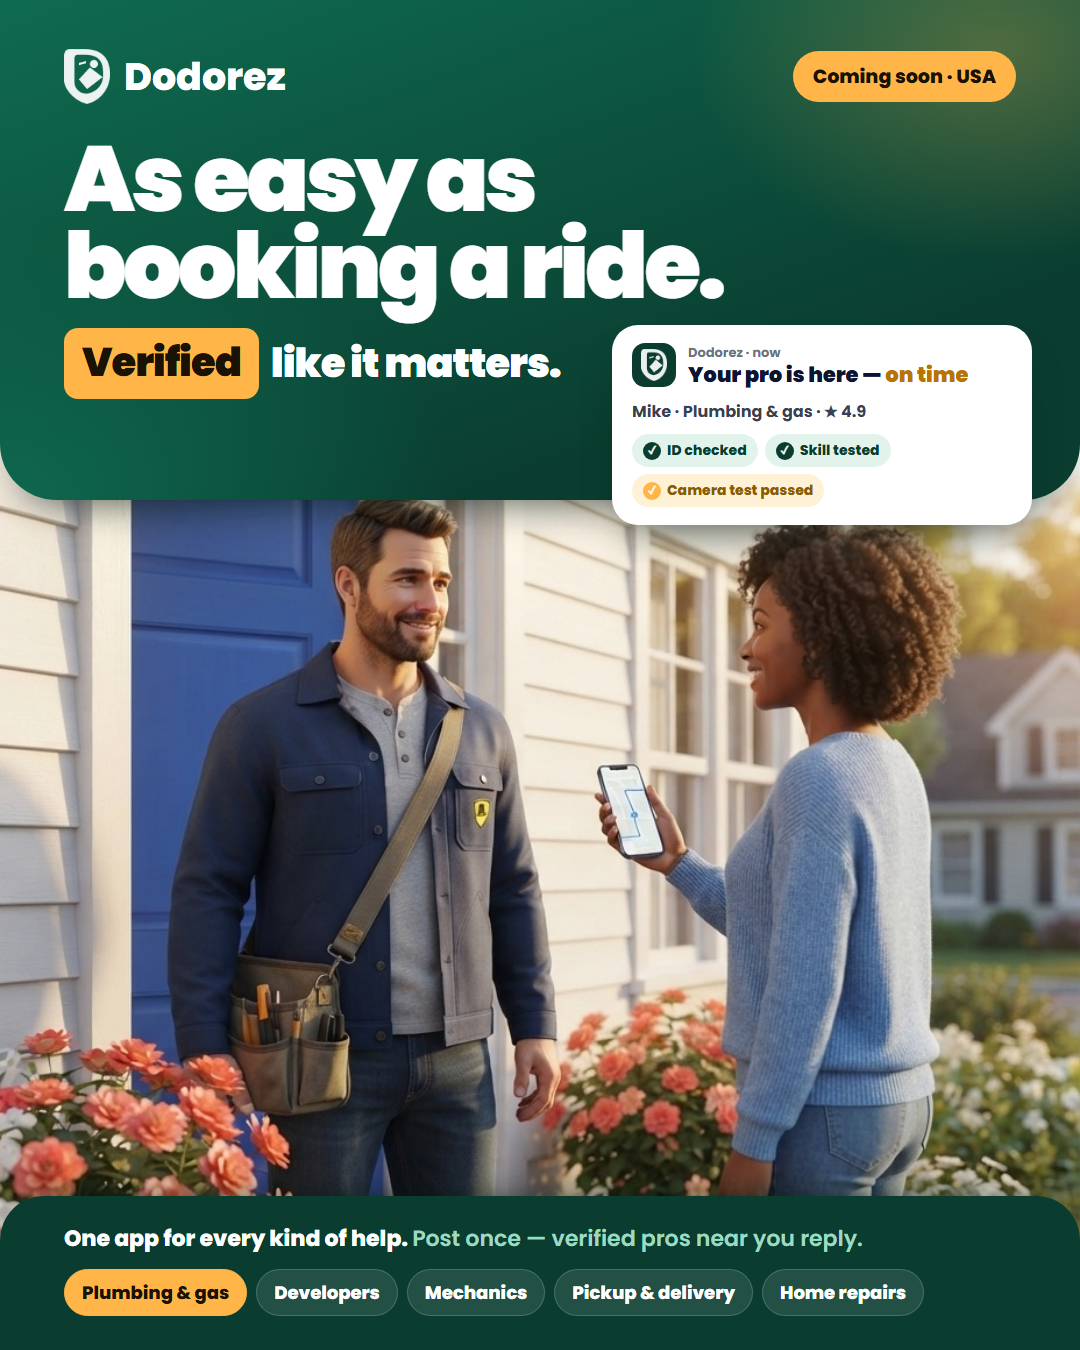 Dodorez
Coming soon · USA
As easy as
booking a ride.
Verified like it matters.
Dodorez · now
Your pro is here — on time
Mike · Plumbing & gas · ★ 4.9
✓ ID checked ✓ Skill tested
✓ Camera test passed
One app for every kind of help. Post once — verified pros near you reply.
Plumbing & gas Developers Mechanics Pickup & delivery Home repairs